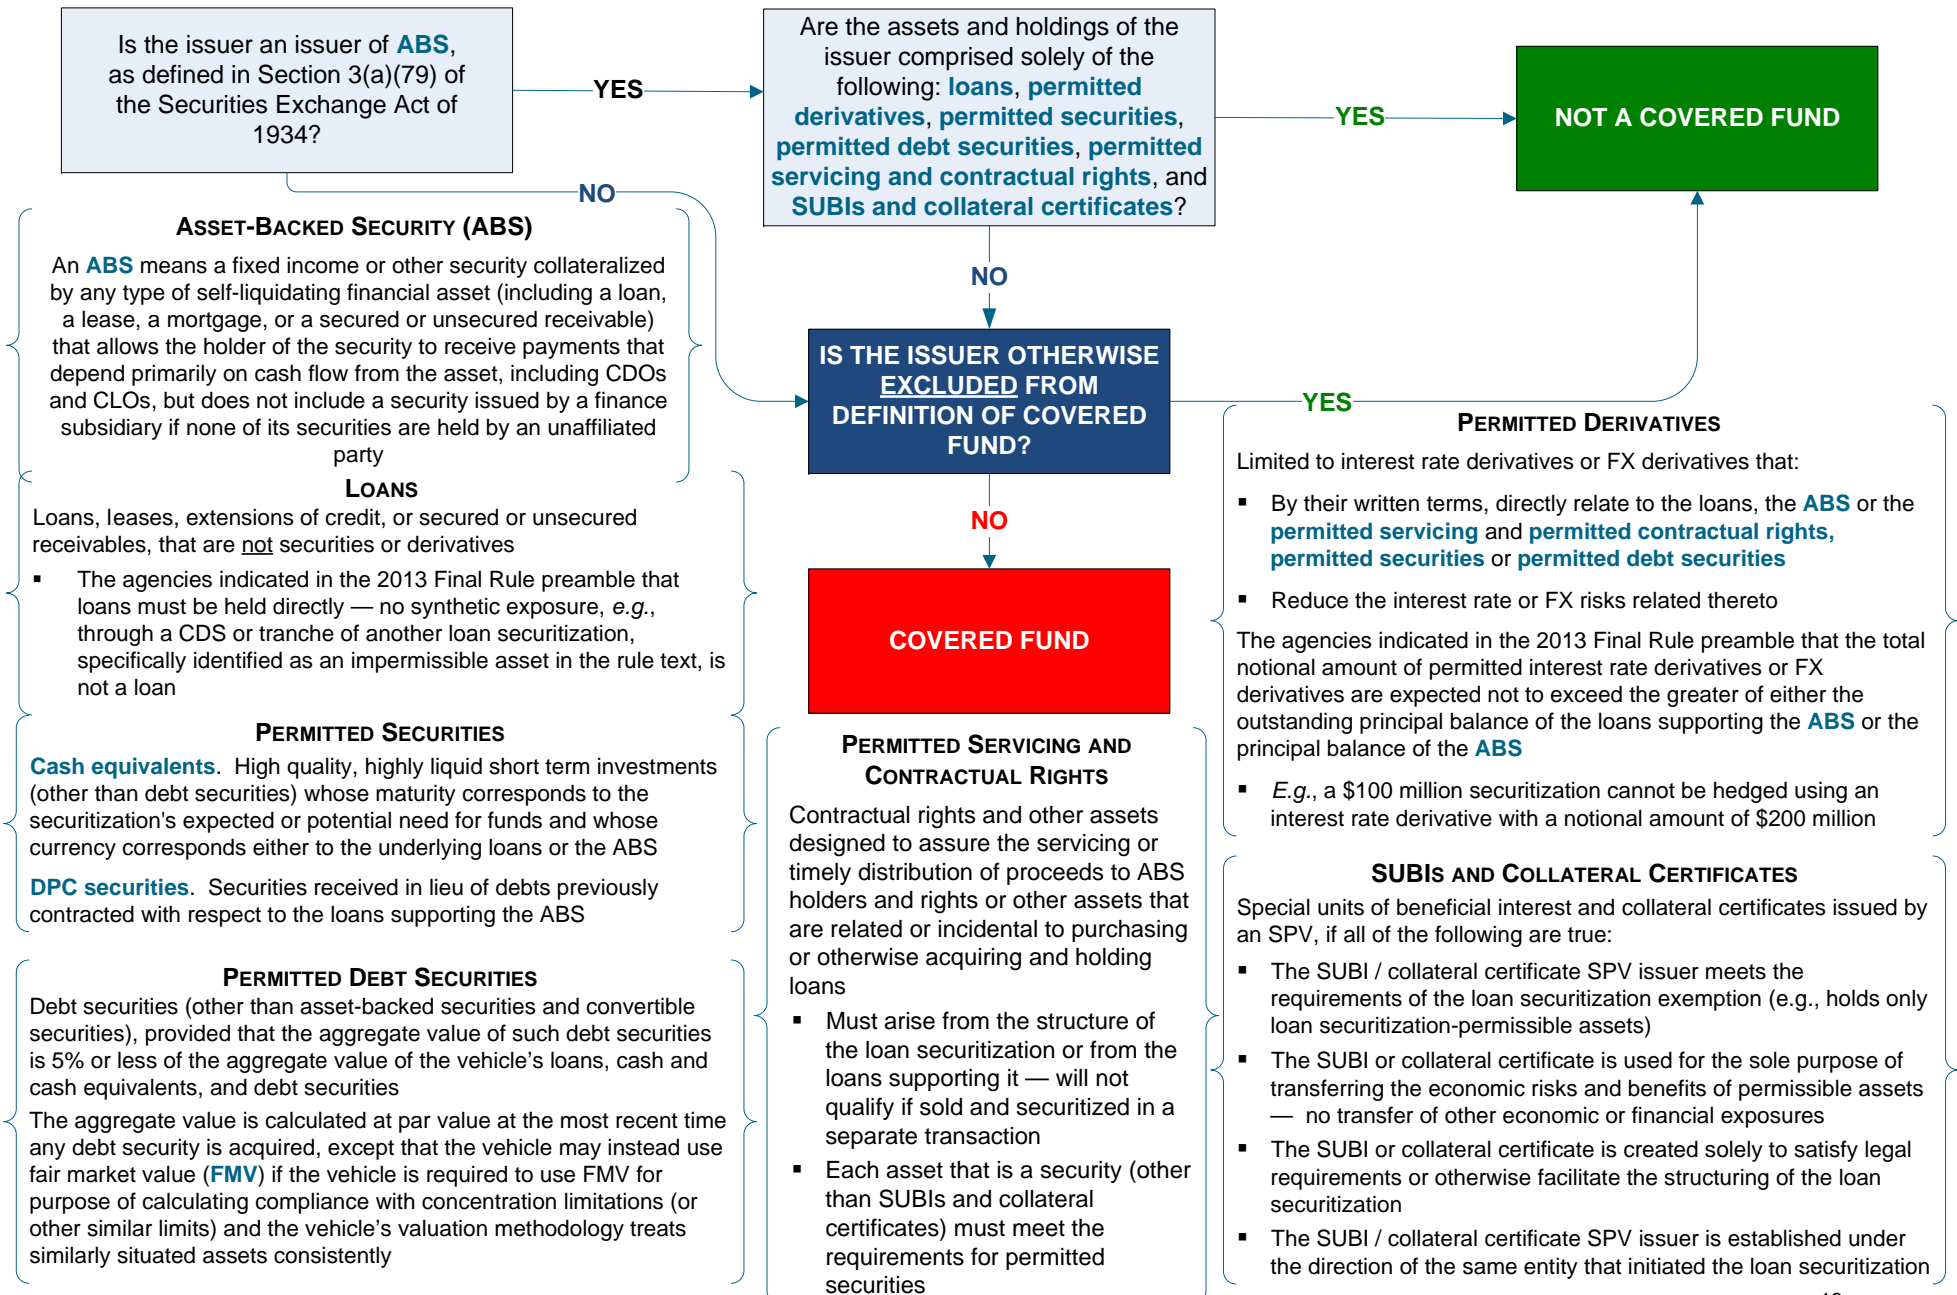 Is the issuer an issuer of ABS,
as defined in Section 3(a)(79) of
the Securities Exchange Act of
1934?
YES
Are the assets and holdings of the
issuer comprised solely of the
following: loans, permitted
derivatives, permitted securities,
permitted debt securities, permitted
servicing and contractual rights, and
SUBIs and collateral certificates?
YES
NOT A COVERED FUND
NO
NO
IS THE ISSUER OTHERWISE
EXCLUDED FROM
DEFINITION OF COVERED
FUND?
YES
NO
COVERED FUND
ASSET-BACKED SECURITY (ABS)
An ABS means a fixed income or other security collateralized
by any type of self-liquidating financial asset (including a loan,
a lease, a mortgage, or a secured or unsecured receivable)
that allows the holder of the security to receive payments that
depend primarily on cash flow from the asset, including CDOs
and CLOs, but does not include a security issued by a finance
subsidiary if none of its securities are held by an unaffiliated
party
LOANS
Loans, leases, extensions of credit, or secured or unsecured
receivables, that are not securities or derivatives
▪ The agencies indicated in the 2013 Final Rule preamble that
loans must be held directly — no synthetic exposure, e.g.,
through a CDS or tranche of another loan securitization,
specifically identified as an impermissible asset in the rule text, is
not a loan
PERMITTED SECURITIES
Cash equivalents. High quality, highly liquid short term investments
(other than debt securities) whose maturity corresponds to the
securitization's expected or potential need for funds and whose
currency corresponds either to the underlying loans or the ABS
DPC securities. Securities received in lieu of debts previously
contracted with respect to the loans supporting the ABS
PERMITTED DEBT SECURITIES
Debt securities (other than asset-backed securities and convertible
securities), provided that the aggregate value of such debt securities
is 5% or less of the aggregate value of the vehicle’s loans, cash and
cash equivalents, and debt securities
The aggregate value is calculated at par value at the most recent time
any debt security is acquired, except that the vehicle may instead use
fair market value (FMV) if the vehicle is required to use FMV for
purpose of calculating compliance with concentration limitations (or
other similar limits) and the vehicle’s valuation methodology treats
similarly situated assets consistently
PERMITTED SERVICING AND
CONTRACTUAL RIGHTS
Contractual rights and other assets
designed to assure the servicing or
timely distribution of proceeds to ABS
holders and rights or other assets that
are related or incidental to purchasing
or otherwise acquiring and holding
loans
▪ Must arise from the structure of
the loan securitization or from the
loans supporting it — will not
qualify if sold and securitized in a
separate transaction
▪ Each asset that is a security (other
than SUBIs and collateral
certificates) must meet the
requirements for permitted
securities
PERMITTED DERIVATIVES
Limited to interest rate derivatives or FX derivatives that:
▪ By their written terms, directly relate to the loans, the ABS or the
permitted servicing and permitted contractual rights,
permitted securities or permitted debt securities
▪ Reduce the interest rate or FX risks related thereto
The agencies indicated in the 2013 Final Rule preamble that the total
notional amount of permitted interest rate derivatives or FX
derivatives are expected not to exceed the greater of either the
outstanding principal balance of the loans supporting the ABS or the
principal balance of the ABS
▪ E.g., a $100 million securitization cannot be hedged using an
interest rate derivative with a notional amount of $200 million
SUBIS AND COLLATERAL CERTIFICATES
Special units of beneficial interest and collateral certificates issued by
an SPV, if all of the following are true:
▪ The SUBI / collateral certificate SPV issuer meets the
requirements of the loan securitization exemption (e.g., holds only
loan securitization-permissible assets)
▪ The SUBI or collateral certificate is used for the sole purpose of
transferring the economic risks and benefits of permissible assets
— no transfer of other economic or financial exposures
▪ The SUBI or collateral certificate is created solely to satisfy legal
requirements or otherwise facilitate the structuring of the loan
securitization
▪ The SUBI / collateral certificate SPV issuer is established under
the direction of the same entity that initiated the loan securitization